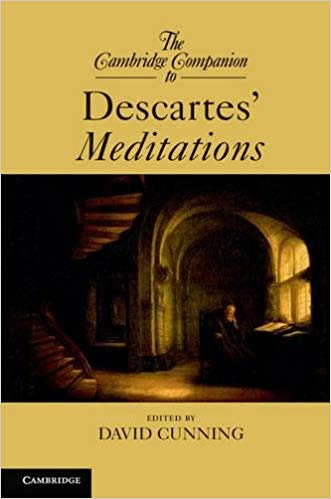 The
Cambridge Companion
to
Descartes'
Meditations
EDITED BY
DAVID CUNNING
CAMBRIDGE